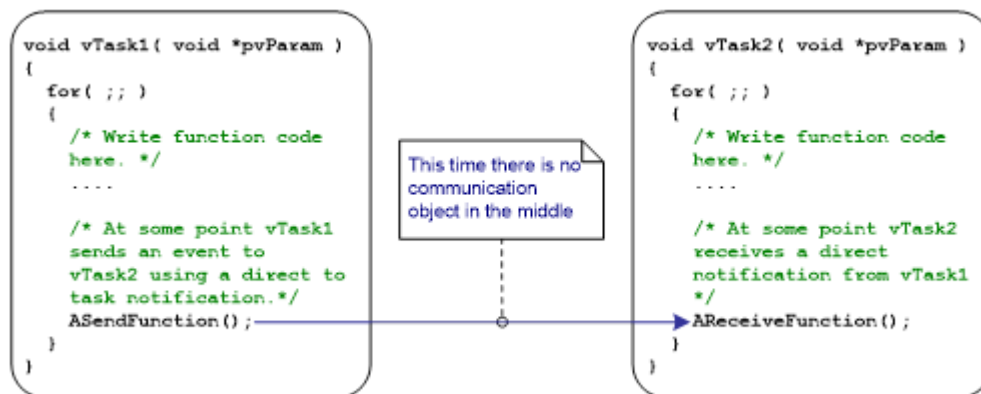 void vTask1( void *pvParam )
{
for( ;; )
{
/* Write function code
here. */
....
/* At some point vTask1
sends an event to
vTask2 using a direct to
task notification.*/
ASendFunction();
}
}
This time there is no
communication
object in the middle
void vTask2( void *pvParam )
{
for( ;; )
{
/* Write function code
here. */
....
/* At some point vTask2
receives a direct
notification from vTask1
*/
AReceiveFunction();
}
}